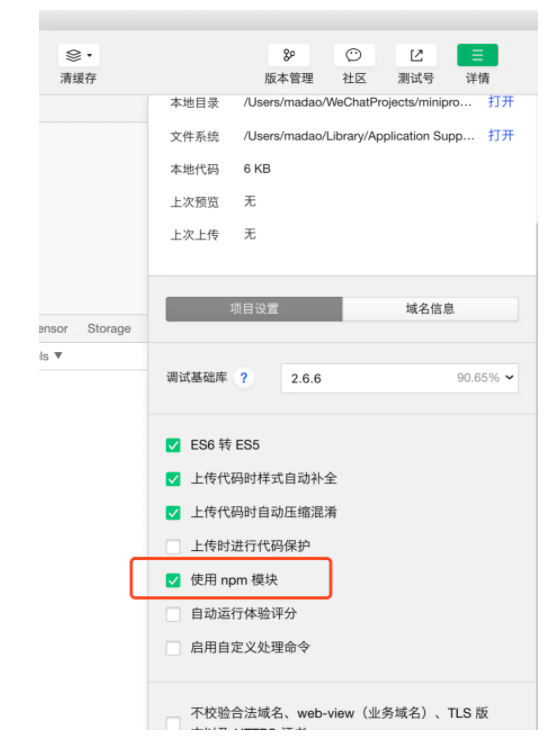 清缓存
版本管理
社区
测试号
详情
本地目录 /Users/madao/WeChatProjects/minipro... 打开
文件系统 /Users/madao/Library/Application Supp... 打开
本地代码 6 KB
上次预览 无
上次上传 无
项目设置 域名信息
ensor Storage
调试基础库 ? 2.6.6 90.65%
ES6 转 ES5
上传代码时样式自动补全
上传代码时自动压缩混淆
上传时进行代码保护
使用 npm 模块
自动运行体验评分
启用自定义处理命令
不校验合法域名、web-view（业务域名）、TLS 版